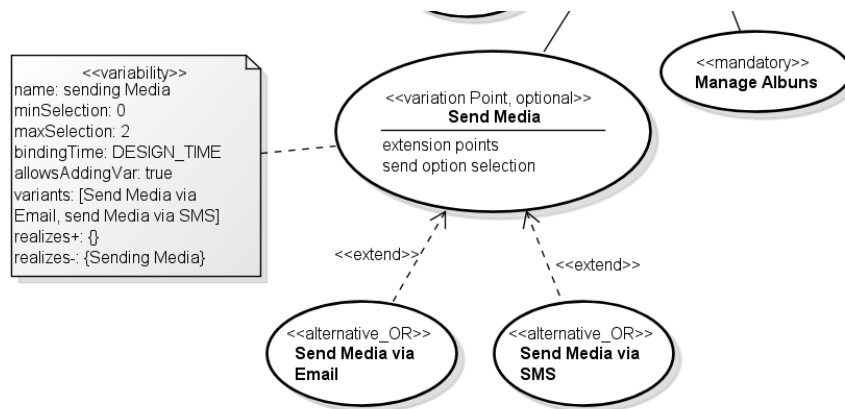 <<variability>>
name: sending Media
minSelection: 0
maxSelection: 2
bindingTime: DESIGN_TIME
allowsAddingVar: true
variants: [Send Media via
Email, send Media via SMS]
realizes+: {}
realizes-: {Sending Media}
<<variation Point, optional>>
Send Media
extension points
send option selection
<<mandatory>>
Manage Albuns
<<extend>>
<<extend>>
<<alternative_OR>>
Send Media via
Email
<<alternative_OR>>
Send Media via
SMS